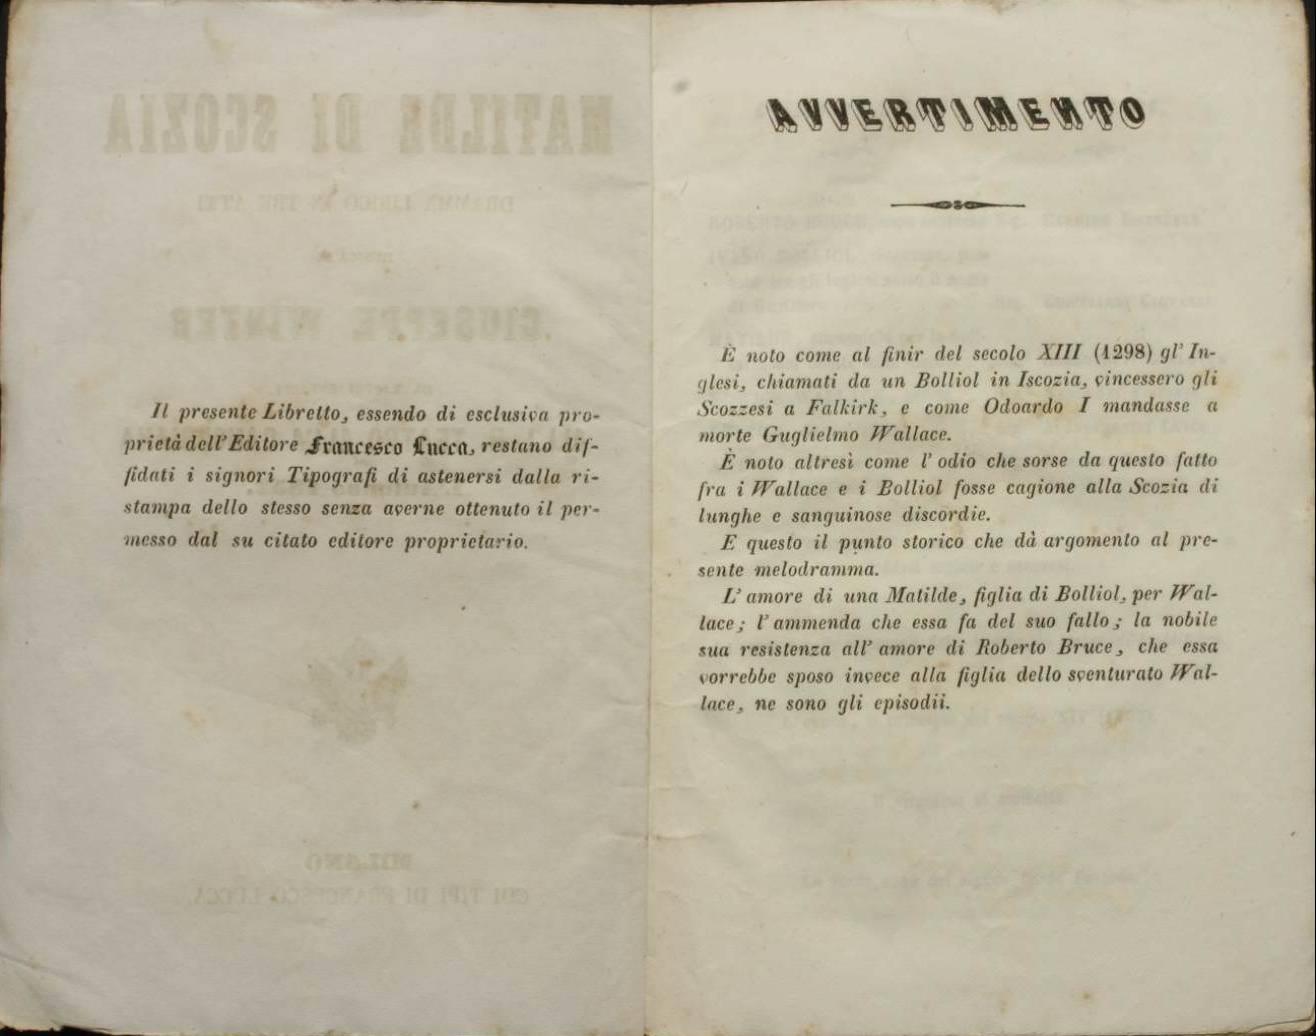 Il presente Libretto, essendo di esclusiva pro-
prietà dell'Editore Francesco Lucca, restano dif-
fidati i signori Tipografi di astenersi dalla ri-
stampa dello stesso senza averne ottenuto il per-
messo dal su citato editore proprietario.
AVVERTIMENTO
È noto come al finir del secolo XIII (1298) gl' In-
glesi, chiamati da un Bolliol in Iscozia, vincessero gli
Scozzesi a Falkirk, e come Odoardo I mandasse a
morte Guglielmo Wallace.
È noto altresì come l' odio che sorse da questo fatto
fra i Wallace e i Bolliol fosse cagione alla Scozia di
lunghe e sanguinose discordie.
E questo il punto storico che dà argomento al pre-
sente melodramma.
L' amore di una Matilde, figlia di Bolliol, per Wal-
lace; l' ammenda che essa fa del suo fallo; la nobile
sua resistenza all' amore di Roberto Bruce, che essa
vorrebbe sposo invece alla figlia dello sventurato Wal-
lace, ne sono gli episodii.